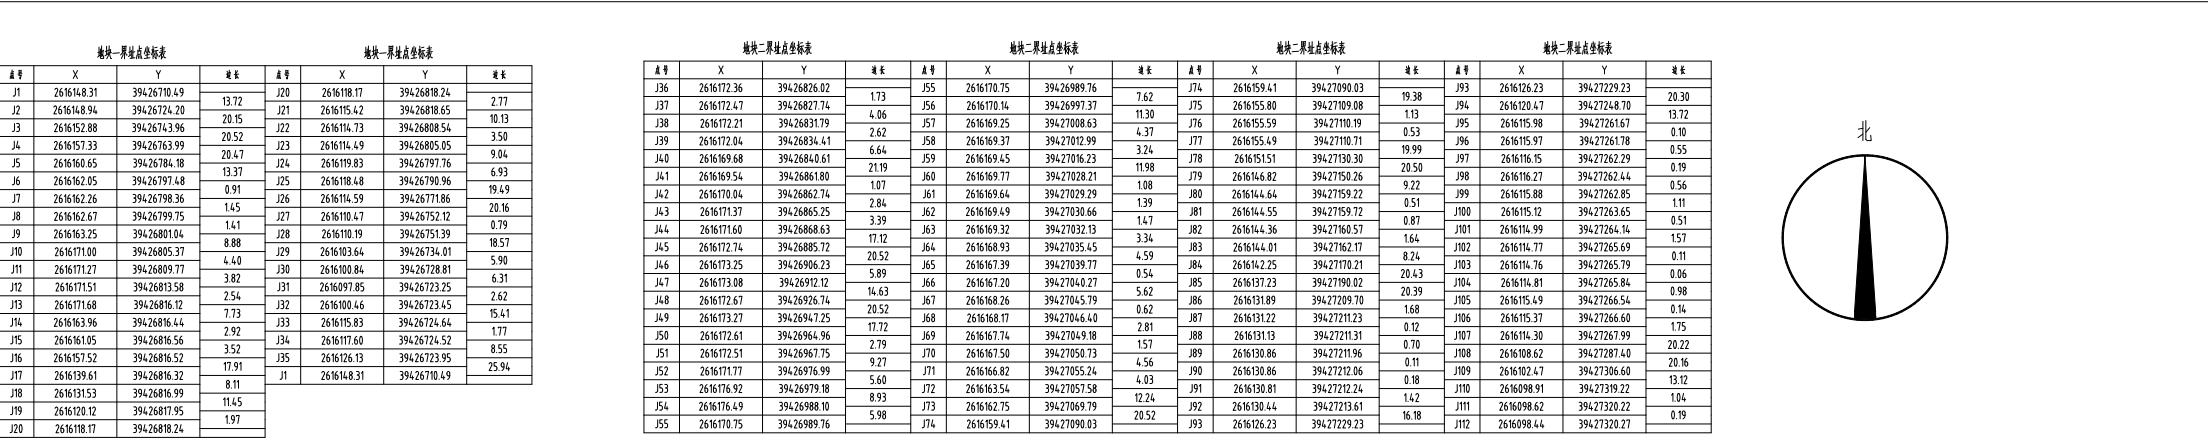 地块一界址点坐标表
点号 X Y 边长
J1 2616148.31 39426710.49
13.72
J2 2616148.94 39426724.20
20.15
J3 2616152.88 39426743.96
20.52
J4 2616157.33 39426763.99
20.47
J5 2616160.65 39426784.18
13.37
J6 2616162.05 39426797.48
0.91
J7 2616162.26 39426798.36
1.45
J8 2616162.67 39426799.75
1.41
J9 2616163.25 39426801.04
8.88
J10 2616171.00 39426805.37
4.40
J11 2616171.27 39426809.77
3.82
J12 2616171.51 39426813.58
2.54
J13 2616171.68 39426816.12
7.73
J14 2616163.96 39426816.44
2.92
J15 2616161.05 39426816.56
3.52
J16 2616157.52 39426816.52
17.91
J17 2616139.61 39426816.32
8.11
J18 2616131.53 39426816.99
11.45
J19 2616120.12 39426817.95
1.97
J20 2616118.17 39426818.24
地块一界址点坐标表
点号 X Y 边长
J20 2616118.17 39426818.24
2.77
J21 2616115.42 39426818.65
10.13
J22 2616114.73 39426808.54
3.50
J23 2616114.49 39426805.05
9.04
J24 2616119.83 39426797.76
6.93
J25 2616118.48 39426790.96
19.49
J26 2616114.59 39426771.86
20.16
J27 2616110.47 39426752.12
0.79
J28 2616110.19 39426751.39
18.57
J29 2616103.64 39426734.01
5.90
J30 2616100.84 39426728.81
6.31
J31 2616097.85 39426723.25
2.62
J32 2616100.46 39426723.45
15.41
J33 2616115.83 39426724.64
1.77
J34 2616117.60 39426724.52
8.55
J35 2616126.13 39426723.95
25.94
J1 2616148.31 39426710.49
地块二界址点坐标表
点号 X Y 边长
J36 2616172.36 39426826.02
1.73
J37 2616172.47 39426827.74
4.06
J38 2616172.21 39426831.79
2.62
J39 2616172.04 39426834.41
6.64
J40 2616169.68 39426840.61
21.19
J41 2616169.54 39426861.80
1.07
J42 2616170.04 39426862.74
2.84
J43 2616171.37 39426865.25
3.39
J44 2616171.60 39426868.63
17.12
J45 2616172.74 39426885.72
20.52
J46 2616173.25 39426906.23
5.89
J47 2616173.08 39426912.12
14.63
J48 2616172.67 39426926.74
20.52
J49 2616173.27 39426947.25
17.72
J50 2616172.61 39426964.96
2.79
J51 2616172.51 39426967.75
9.27
J52 2616171.77 39426976.99
5.60
J53 2616176.92 39426979.18
8.93
J54 2616176.49 39426988.10
5.98
J55 2616170.75 39426989.76
地块二界址点坐标表
点号 X Y 边长
J55 2616170.75 39426989.76
7.62
J56 2616170.14 39426997.37
11.30
J57 2616169.25 39427008.63
4.37
J58 2616169.37 39427012.99
3.24
J59 2616169.45 39427016.23
11.98
J60 2616169.77 39427028.21
1.08
J61 2616169.64 39427029.29
1.39
J62 2616169.49 39427030.66
1.47
J63 2616169.32 39427032.13
3.34
J64 2616168.93 39427035.45
4.59
J65 2616167.39 39427039.77
0.54
J66 2616167.20 39427040.27
5.62
J67 2616168.26 39427045.79
0.62
J68 2616168.17 39427046.40
2.81
J69 2616167.74 39427049.18
1.57
J70 2616167.50 39427050.73
4.56
J71 2616166.82 39427055.24
4.03
J72 2616163.54 39427057.58
12.24
J73 2616162.75 39427069.79
20.52
J74 2616159.41 39427090.03
地块二界址点坐标表
点号 X Y 边长
J74 2616159.41 39427090.03
19.38
J75 2616155.80 39427109.08
1.13
J76 2616155.59 39427110.19
0.53
J77 2616155.49 39427110.71
19.99
J78 2616151.51 39427130.30
20.50
J79 2616146.82 39427150.26
9.22
J80 2616144.64 39427159.22
0.51
J81 2616144.55 39427159.72
0.87
J82 2616144.36 39427160.57
1.64
J83 2616144.01 39427162.17
8.24
J84 2616142.25 39427170.21
20.43
J85 2616137.23 39427190.02
20.39
J86 2616131.89 39427209.70
1.68
J87 2616131.22 39427211.23
0.12
J88 2616131.13 39427211.31
0.70
J89 2616130.86 39427211.96
0.11
J90 2616130.86 39427212.06
0.18
J91 2616130.81 39427212.24
1.42
J92 2616130.44 39427213.61
16.18
J93 2616126.23 39427229.23
地块二界址点坐标表
点号 X Y 边长
J93 2616126.23 39427229.23
20.30
J94 2616120.47 39427248.70
13.72
J95 2616115.98 39427261.67
0.10
J96 2616115.97 39427261.78
0.55
J97 2616116.15 39427262.29
0.19
J98 2616116.27 39427262.44
0.56
J99 2616115.88 39427262.85
1.11
J100 2616115.12 39427263.65
0.51
J101 2616114.99 39427264.14
1.57
J102 2616114.77 39427265.69
0.11
J103 2616114.76 39427265.79
0.06
J104 2616114.81 39427265.84
0.98
J105 2616115.49 39427266.54
0.14
J106 2616115.37 39427266.60
1.75
J107 2616114.30 39427267.99
20.22
J108 2616108.62 39427287.40
20.16
J109 2616102.47 39427306.60
13.12
J110 2616098.91 39427319.22
1.04
J111 2616098.62 39427320.22
0.19
J112 2616098.44 39427320.27
北